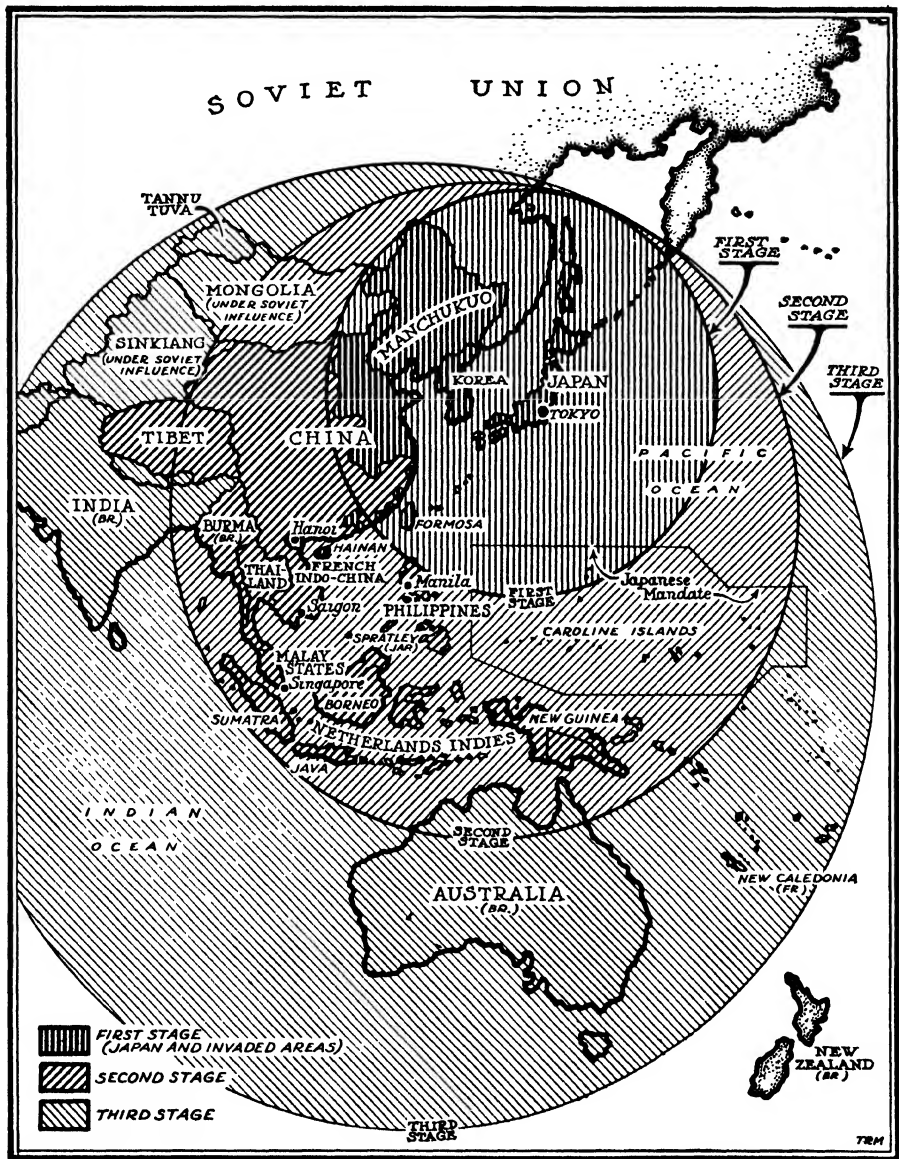 SOVIET UNION
TANNU
TUVA
MONGOLIA
(UNDER SOVIET
INFLUENCE)
SINKIANG
(UNDER SOVIET
INFLUENCE)
MANCHUKUO
FIRST
STAGE
SECOND
STAGE
THIRD
STAGE
KOREA
JAPAN
TOKYO
TIBET
CHINA
PACIFIC
OCEAN
INDIA
(BR.)
BURMA
(BR.)
Hanoi
HAINAN
FORMOSA
THAI-
LAND
FRENCH
INDO-CHINA
Manila
FIRST
STAGE
Japanese
Mandate
Saigon
PHILIPPINES
SPRATLEY
(JAP.)
CAROLINE ISLANDS
MALAY
STATES
Singapore
BORNEO
SUMATRA
NETHERLANDS INDIES
NEW GUINEA
JAVA
INDIAN
OCEAN
SECOND
STAGE
AUSTRALIA
(BR.)
NEW CALEDONIA
(FR.)
NEW
ZEALAND
(BR)
FIRST STAGE
(JAPAN AND INVADED AREAS)
SECOND STAGE
THIRD STAGE
THIRD
STAGE
TRM